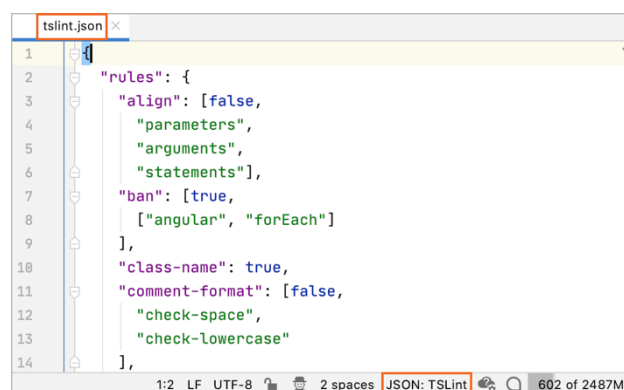 tslint.json
1 {
2 "rules": {
3 "align": [false,
4 "parameters",
5 "arguments",
6 "statements"],
7 "ban": [true,
8 ["angular", "forEach"]
9 ],
10 "class-name": true,
11 "comment-format": [false,
12 "check-space",
13 "check-lowercase"
14 ],
1:2 LF UTF-8 2 spaces JSON: TSLint 602 of 2487M